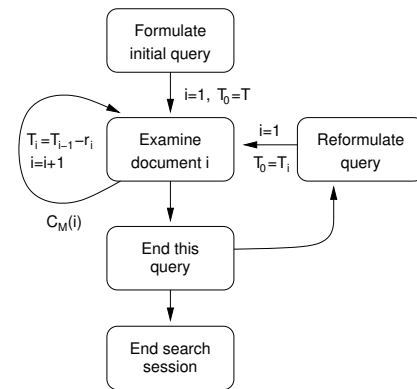 Formulate
initial query
i=1, T₀=T
Tᵢ=Tᵢ₋₁−rᵢ
i=i+1
Examine
document i
i=1
T₀=Tᵢ
Reformulate
query
C_M(i)
End this
query
End search
session